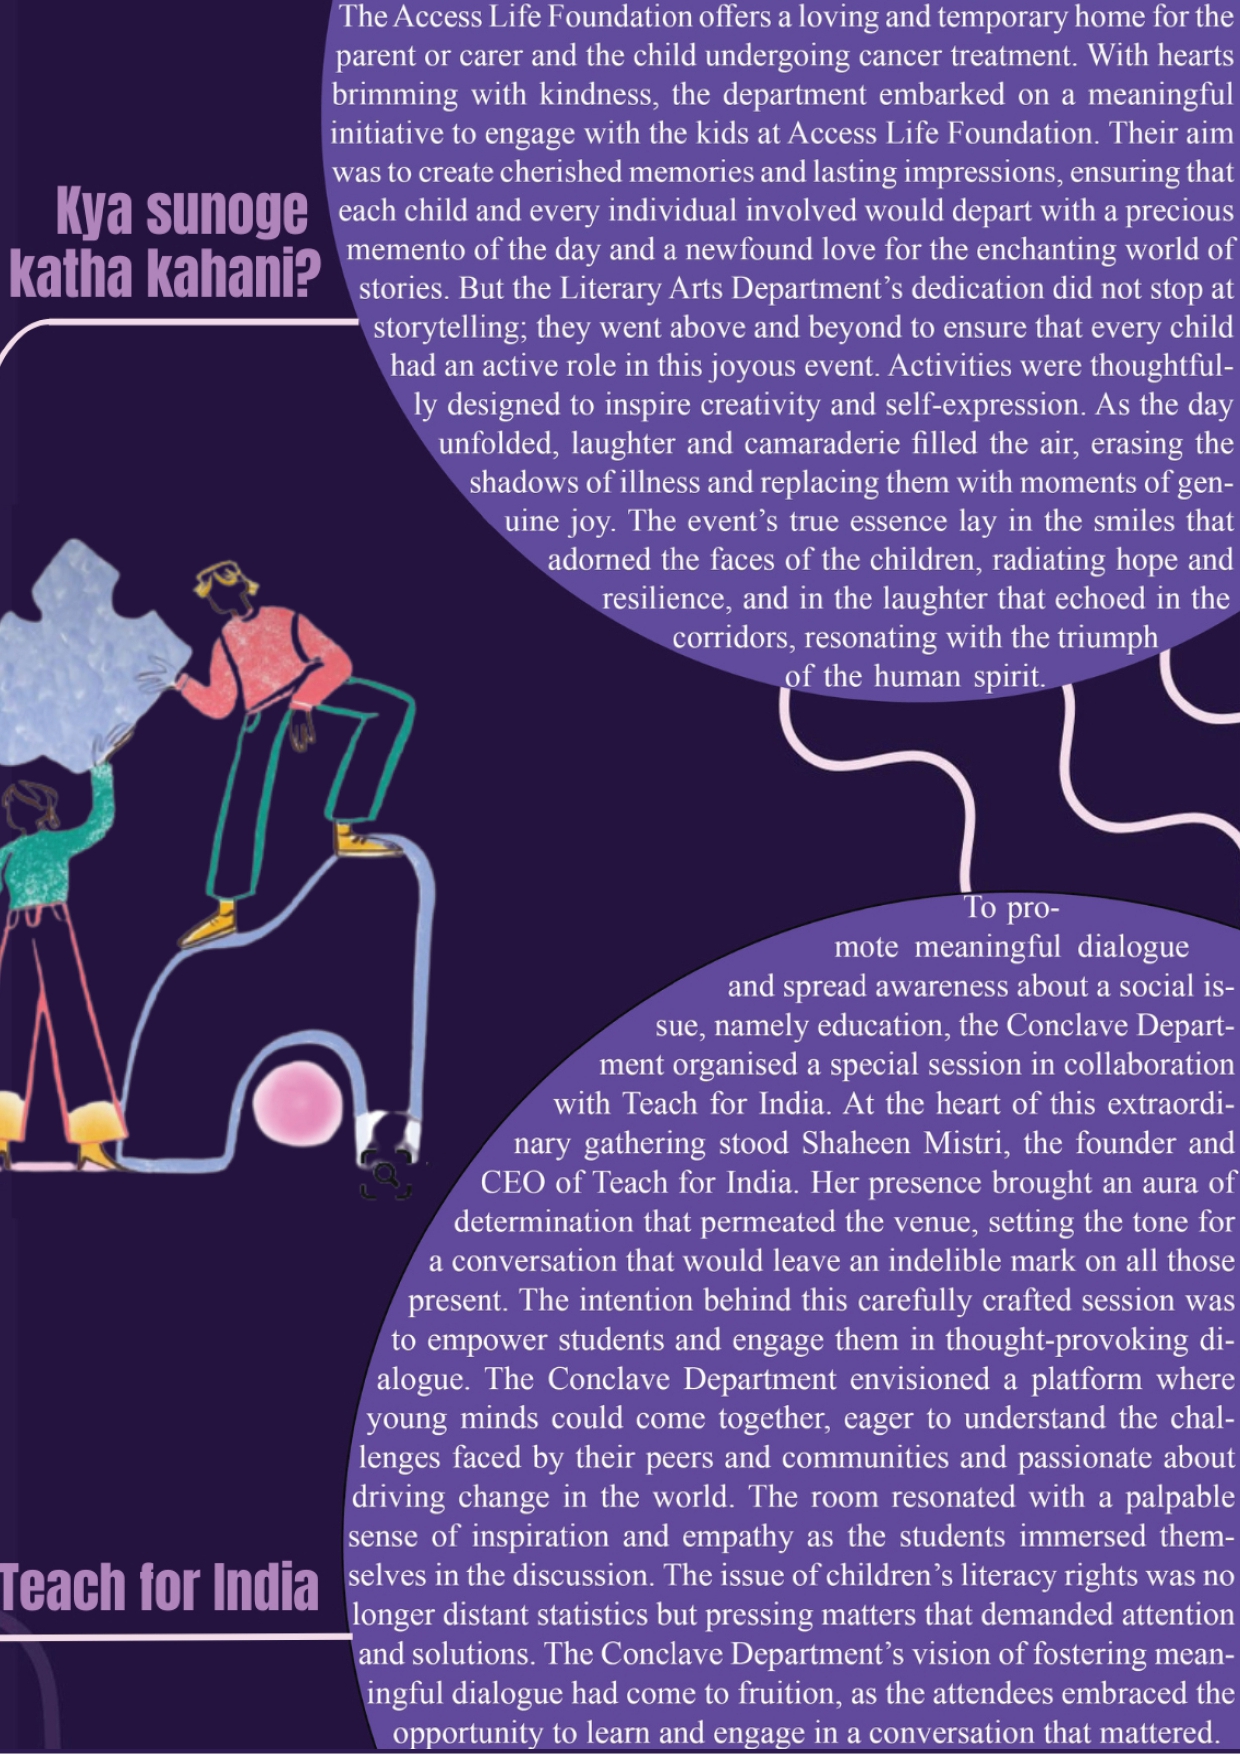 Kya sunoge
katha kahani?
The Access Life Foundation offers a loving and temporary home for the
parent or carer and the child undergoing cancer treatment. With hearts
brimming with kindness, the department embarked on a meaningful
initiative to engage with the kids at Access Life Foundation. Their aim
was to create cherished memories and lasting impressions, ensuring that
each child and every individual involved would depart with a precious
memento of the day and a newfound love for the enchanting world of
stories. But the Literary Arts Department’s dedication did not stop at
storytelling; they went above and beyond to ensure that every child
had an active role in this joyous event. Activities were thoughtful-
ly designed to inspire creativity and self-expression. As the day
unfolded, laughter and camaraderie filled the air, erasing the
shadows of illness and replacing them with moments of gen-
uine joy. The event’s true essence lay in the smiles that
adorned the faces of the children, radiating hope and
resilience, and in the laughter that echoed in the
corridors, resonating with the triumph
of the human spirit.
Teach for India
To pro-
mote meaningful dialogue
and spread awareness about a social is-
sue, namely education, the Conclave Depart-
ment organised a special session in collaboration
with Teach for India. At the heart of this extraordi-
nary gathering stood Shaheen Mistri, the founder and
CEO of Teach for India. Her presence brought an aura of
determination that permeated the venue, setting the tone for
a conversation that would leave an indelible mark on all those
present. The intention behind this carefully crafted session was
to empower students and engage them in thought-provoking di-
alogue. The Conclave Department envisioned a platform where
young minds could come together, eager to understand the chal-
lenges faced by their peers and communities and passionate about
driving change in the world. The room resonated with a palpable
sense of inspiration and empathy as the students immersed them-
selves in the discussion. The issue of children’s literacy rights was no
longer distant statistics but pressing matters that demanded attention
and solutions. The Conclave Department’s vision of fostering mean-
ingful dialogue had come to fruition, as the attendees embraced the
opportunity to learn and engage in a conversation that mattered.